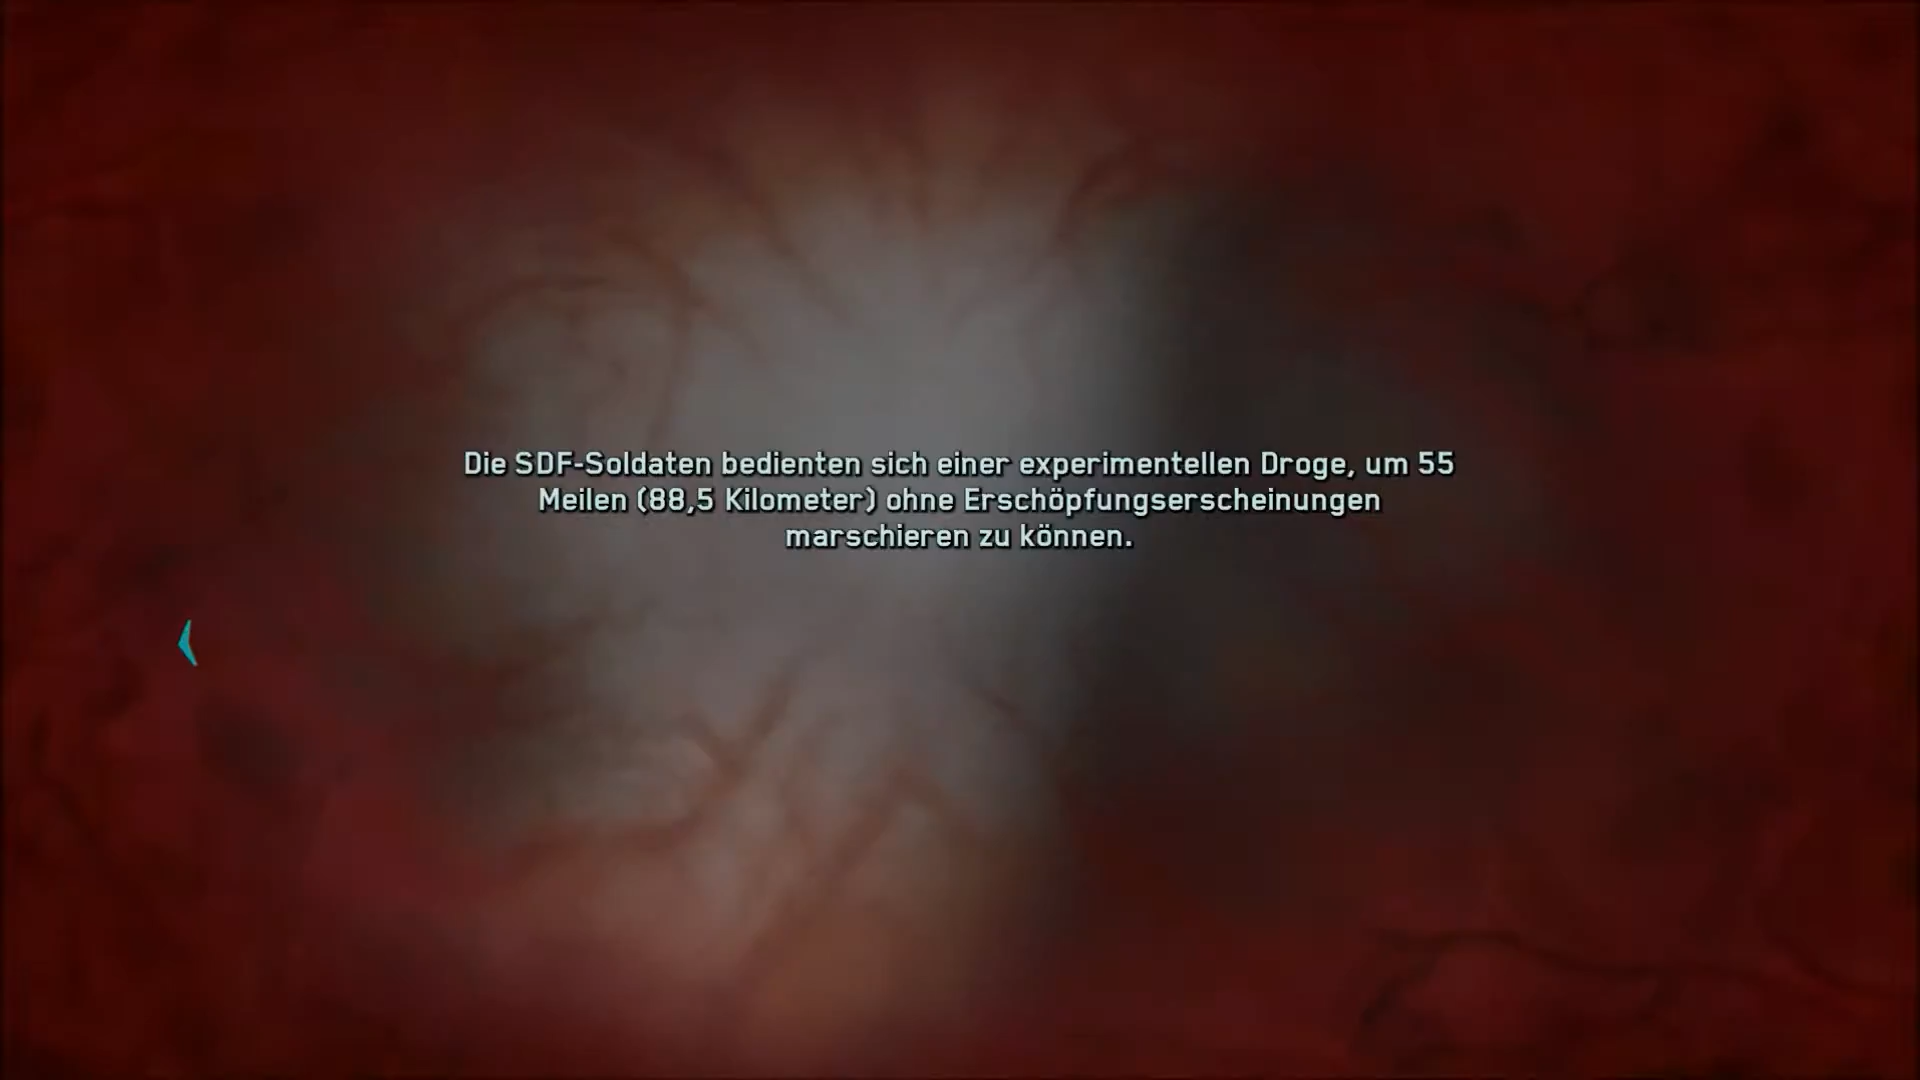 Die SDF-Soldaten bedienten sich einer experimentellen Droge, um 55
Meilen (88,5 Kilometer) ohne Erschöpfungserscheinungen
marschieren zu können.